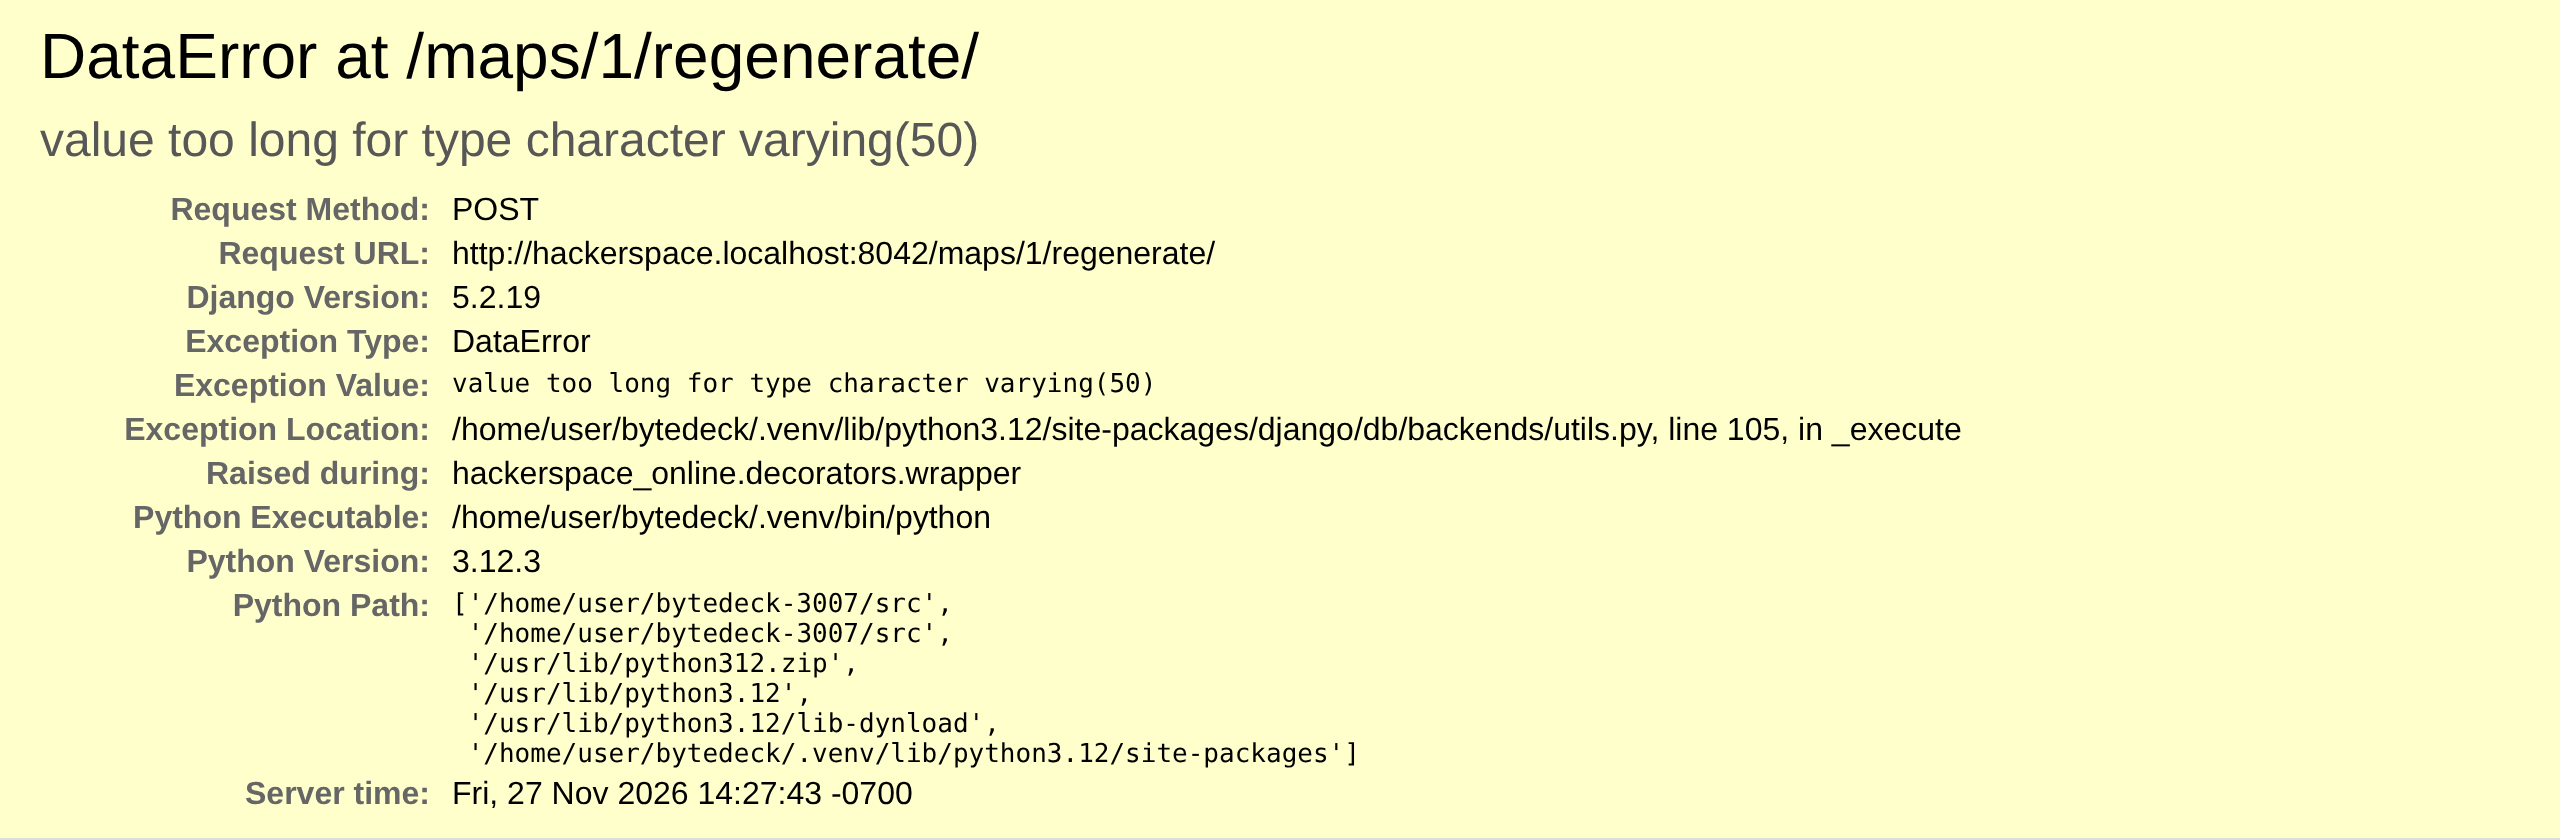 DataError at /maps/1/regenerate/
value too long for type character varying(50)
Request Method: POST
Request URL: http://hackerspace.localhost:8042/maps/1/regenerate/
Django Version: 5.2.19
Exception Type: DataError
Exception Value: value too long for type character varying(50)
Exception Location: /home/user/bytedeck/.venv/lib/python3.12/site-packages/django/db/backends/utils.py, line 105, in _execute
Raised during: hackerspace_online.decorators.wrapper
Python Executable: /home/user/bytedeck/.venv/bin/python
Python Version: 3.12.3
Python Path: ['/home/user/bytedeck-3007/src',
'/home/user/bytedeck-3007/src',
'/usr/lib/python312.zip',
'/usr/lib/python3.12',
'/usr/lib/python3.12/lib-dynload',
'/home/user/bytedeck/.venv/lib/python3.12/site-packages']
Server time: Fri, 27 Nov 2026 14:27:43 -0700